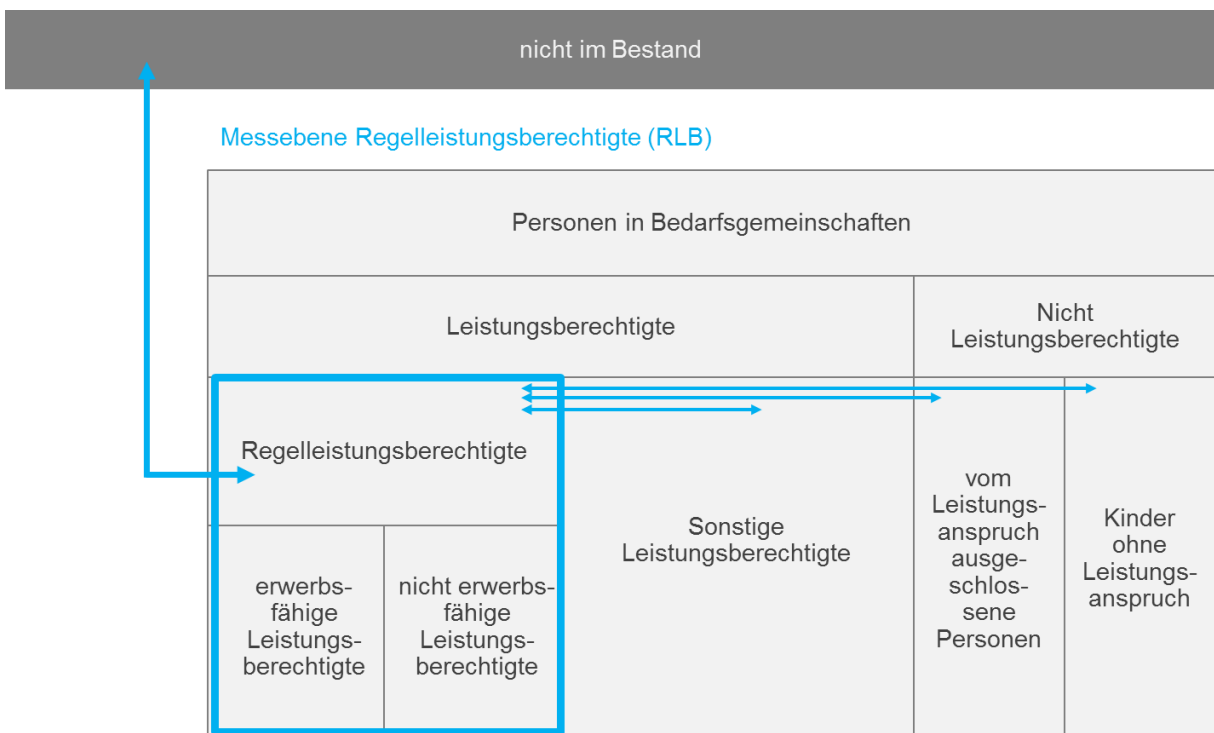 nicht im Bestand
Messebene Regelleistungsberechtigte (RLB)
Personen in Bedarfsgemeinschaften
Leistungsberechtigte
Nicht
Leistungsberechtigte
Regelleistungsberechtigte
erwerbs-
fähige
Leistungs-
berechtigte
nicht erwerbs-
fähige
Leistungs-
berechtigte
Sonstige
Leistungsberechtigte
vom
Leistungs-
anspruch
ausge-
schlos-
sene
Personen
Kinder
ohne
Leistungs-
anspruch